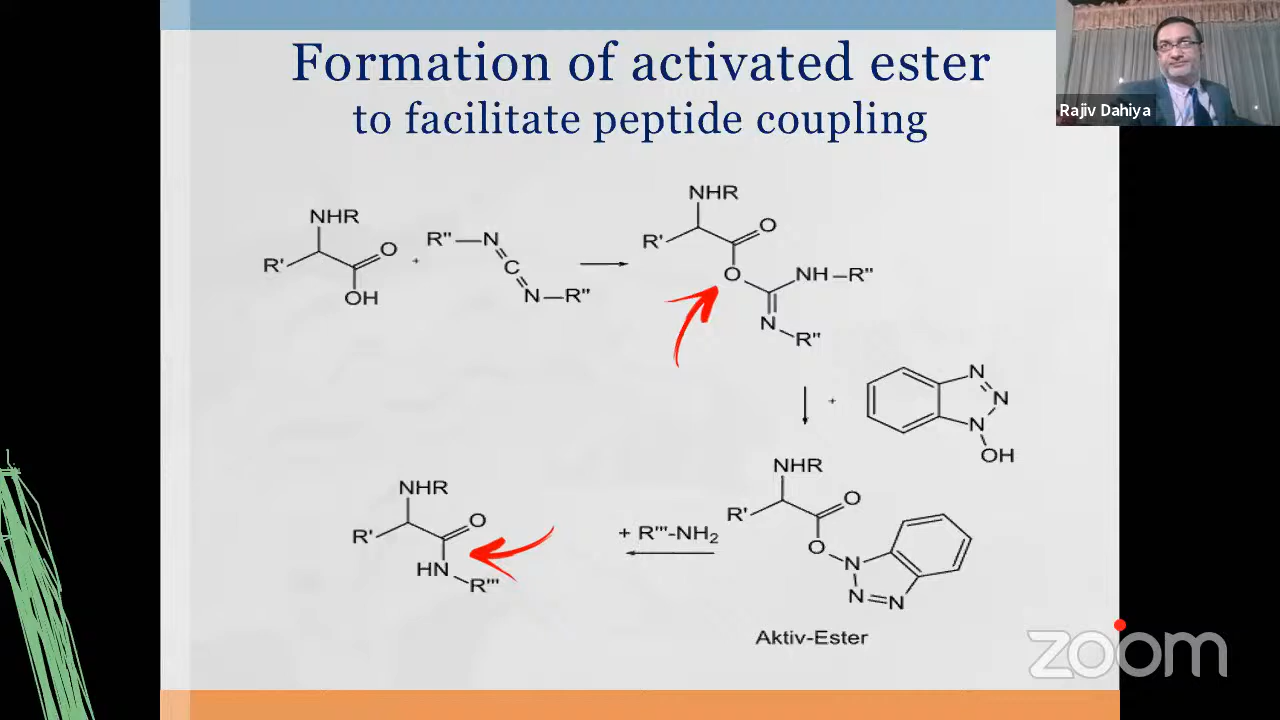 Formation of activated ester
to facilitate peptide coupling
Rajiv Dahiya
NHR
R'
O
OH
+
R''
N
C
N
R''
NHR
R'
O
O
NH
R''
N
R''
+
N
N
N
OH
NHR
R'
O
O
N
N
N
Aktiv-Ester
+ R'''-NH2
NHR
R'
O
HN
R'''
zoom